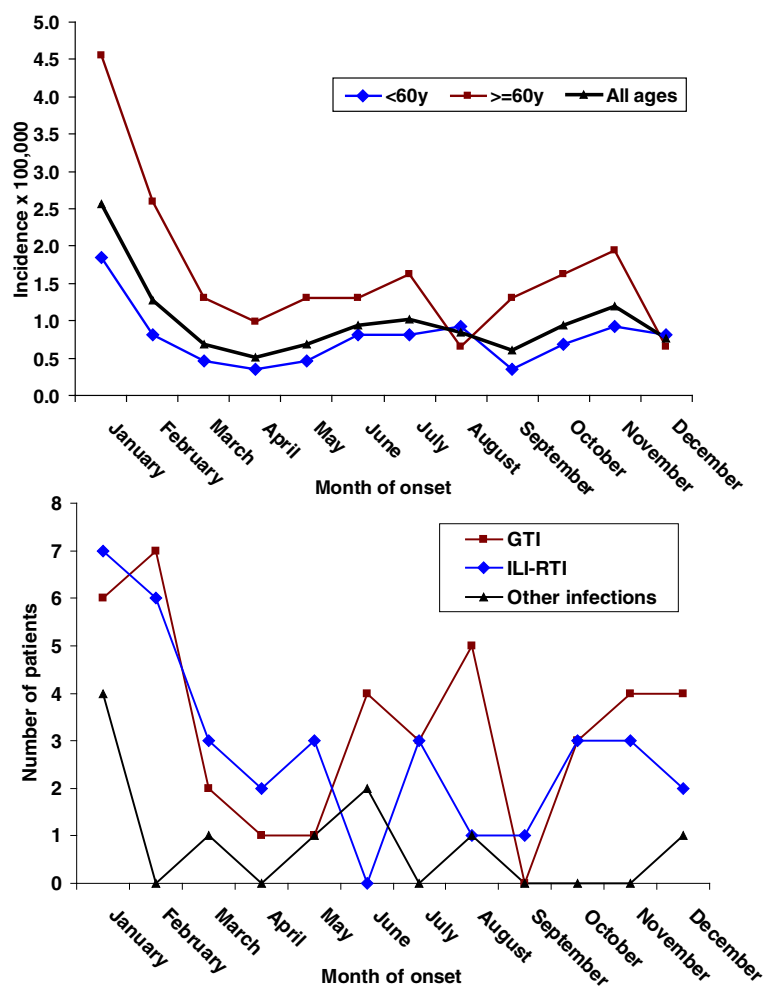 5.0
4.5
4.0
3.5
3.0
2.5
2.0
1.5
1.0
0.5
0.0
Incidence x 100,000
<60y >=60y All ages
January February March April May June July August September October November December
Month of onset
8
7
6
5
4
3
2
1
0
Number of patients
GTI
ILI-RTI
Other infections
January February March April May June July August September October November December
Month of onset